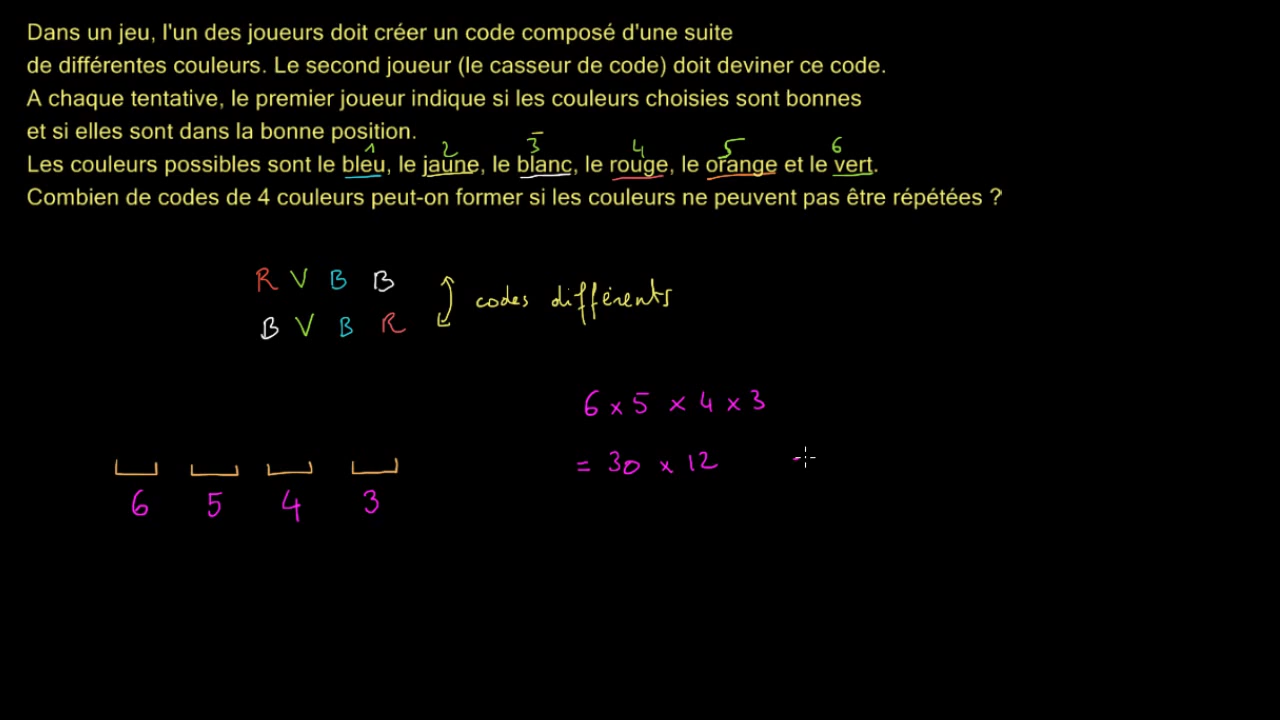 Dans un jeu, l'un des joueurs doit créer un code composé d'une suite
de différentes couleurs. Le second joueur (le casseur de code) doit deviner ce code.
A chaque tentative, le premier joueur indique si les couleurs choisies sont bonnes
et si elles sont dans la bonne position.
1 2 3 4 5 6
Les couleurs possibles sont le bleu, le jaune, le blanc, le rouge, le orange et le vert.
Combien de codes de 4 couleurs peut-on former si les couleurs ne peuvent pas être répétées ?
R V B B
codes différents
B V B R
6 x 5 x 4 x 3
= 30 x 12
6 5 4 3